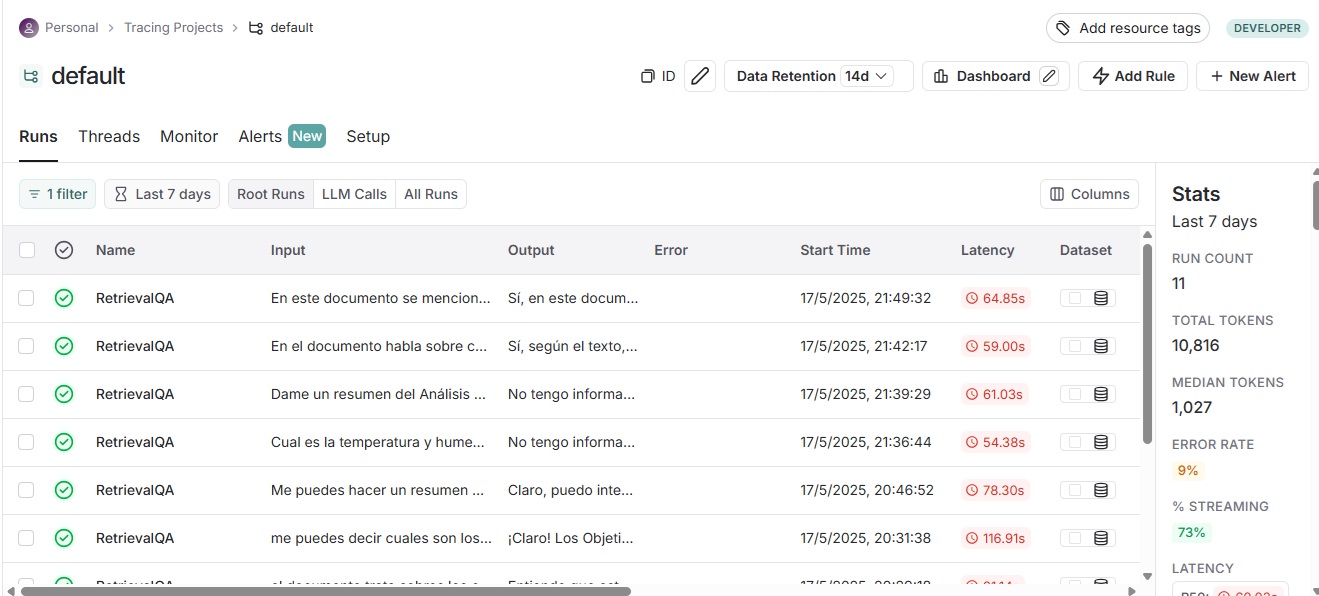 Personal > Tracing Projects > default
Add resource tags
DEVELOPER
default
ID
Data Retention 14d
Dashboard
Add Rule
+ New Alert
Runs Threads Monitor Alerts New Setup
1 filter Last 7 days Root Runs LLM Calls All Runs Columns
Name Input Output Error Start Time Latency Dataset
RetrievalQA En este documento se mencion... Sí, en este docum... 17/5/2025, 21:49:32 64.85s
RetrievalQA En el documento habla sobre c... Sí, según el texto,... 17/5/2025, 21:42:17 59.00s
RetrievalQA Dame un resumen del Análisis ... No tengo informa... 17/5/2025, 21:39:29 61.03s
RetrievalQA Cual es la temperatura y hume... No tengo informa... 17/5/2025, 21:36:44 54.38s
RetrievalQA Me puedes hacer un resumen ... Claro, puedo inte... 17/5/2025, 20:46:52 78.30s
RetrievalQA me puedes decir cuales son los... ¡Claro! Los Objeti... 17/5/2025, 20:31:38 116.91s
RetrievalQA
Stats
Last 7 days
RUN COUNT
11
TOTAL TOKENS
10,816
MEDIAN TOKENS
1,027
ERROR RATE
9%
% STREAMING
73%
LATENCY